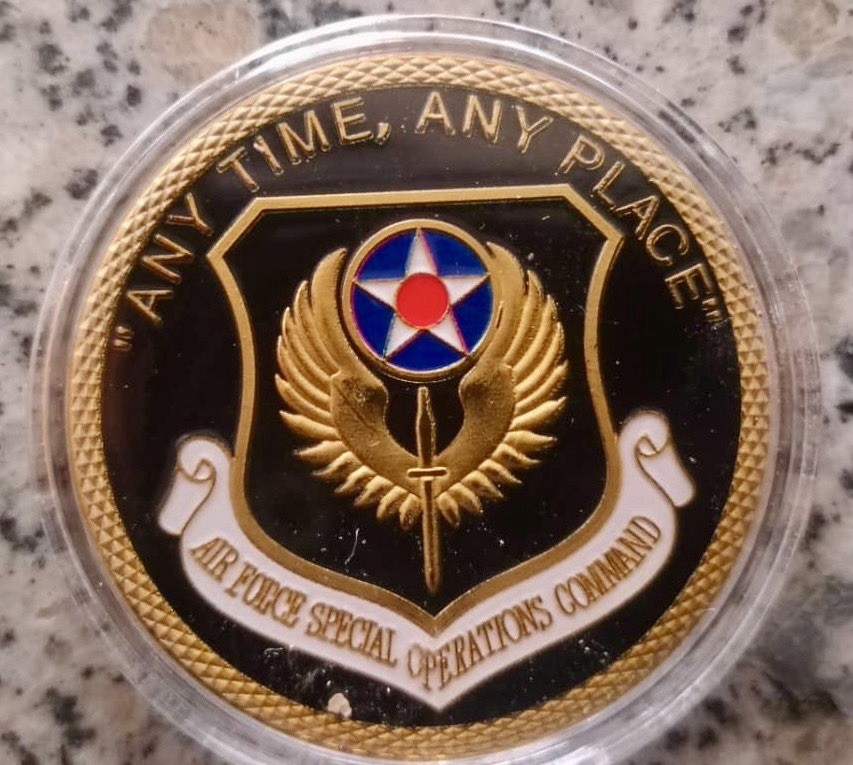 "ANY TIME, ANY PLACE"
AIR FORCE SPECIAL OPERATIONS COMMAND